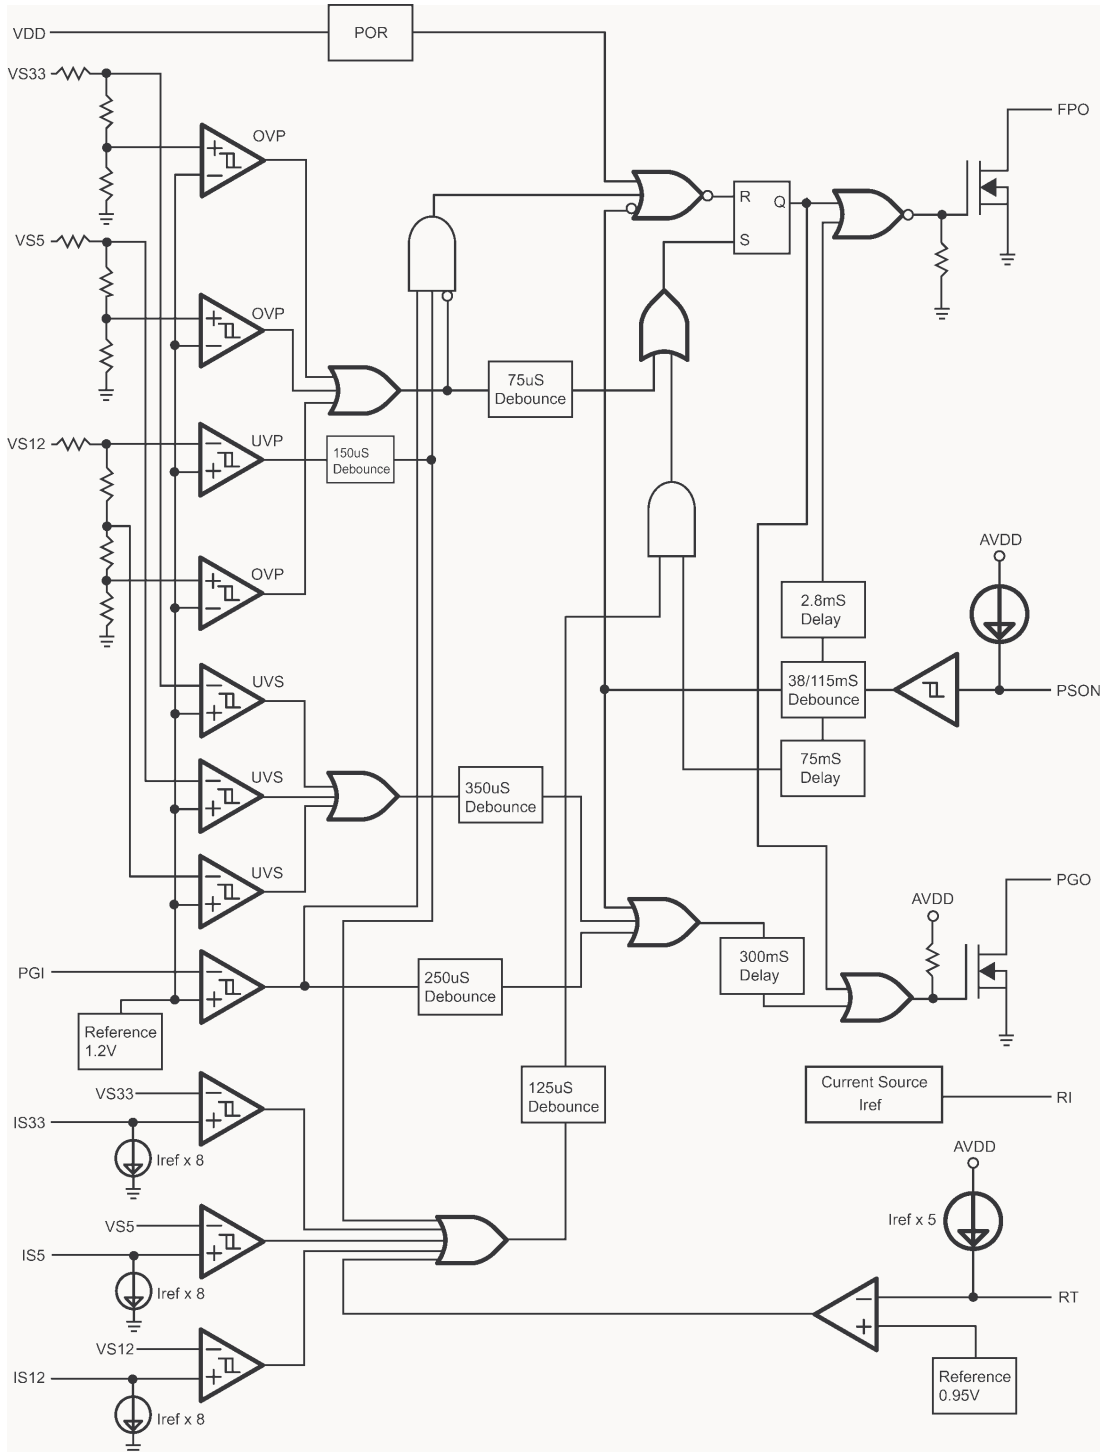 VDD
POR
VS33
OVP
FPO
R
Q
S
VS5
OVP
75uS
Debounce
VS12
UVP
150uS
Debounce
OVP
AVDD
2.8mS
Delay
UVS
38/115mS
Debounce
PSON
75mS
Delay
UVS
350uS
Debounce
UVS
PGO
AVDD
300mS
Delay
PGI
250uS
Debounce
Reference
1.2V
125uS
Debounce
Current Source
Iref
RI
VS33
IS33
Iref x 8
AVDD
Iref x 5
VS5
IS5
Iref x 8
RT
VS12
IS12
Iref x 8
Reference
0.95V